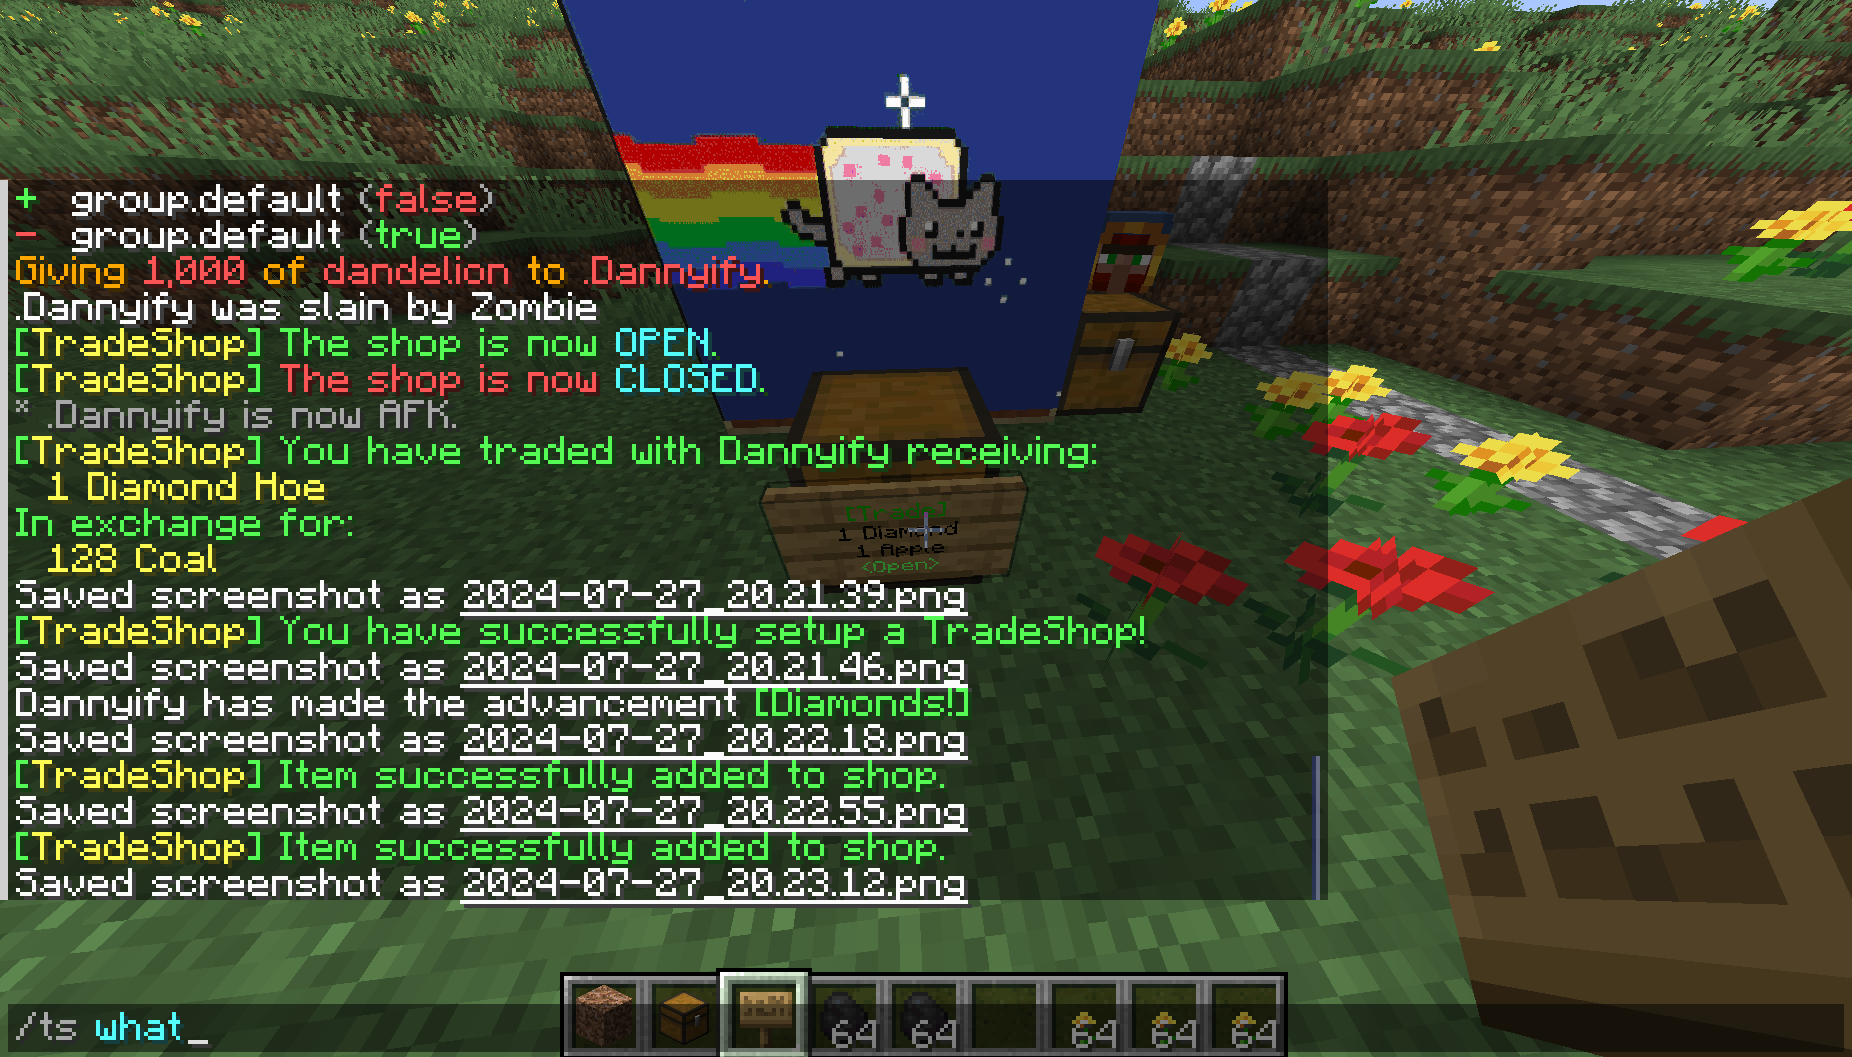 + group.default (false)
- group.default (true)
Giving 1,000 of dandelion to .Dannyify.
.Dannyify was slain by Zombie
[TradeShop] The shop is now OPEN.
[TradeShop] The shop is now CLOSED.
* .Dannyify is now AFK.
[TradeShop] You have traded with Dannyify receiving:
1 Diamond Hoe
In exchange for:
128 Coal
Saved screenshot as 2024-07-27_20.21.39.png
[TradeShop] You have successfully setup a TradeShop!
Saved screenshot as 2024-07-27_20.21.46.png
Dannyify has made the advancement [Diamonds!]
Saved screenshot as 2024-07-27_20.22.18.png
[TradeShop] Item successfully added to shop.
Saved screenshot as 2024-07-27_20.22.55.png
[TradeShop] Item successfully added to shop.
Saved screenshot as 2024-07-27_20.23.12.png
[Trade]
1 Diamond
1 Apple
<Open>
64 64 64 64 64
/ts what_